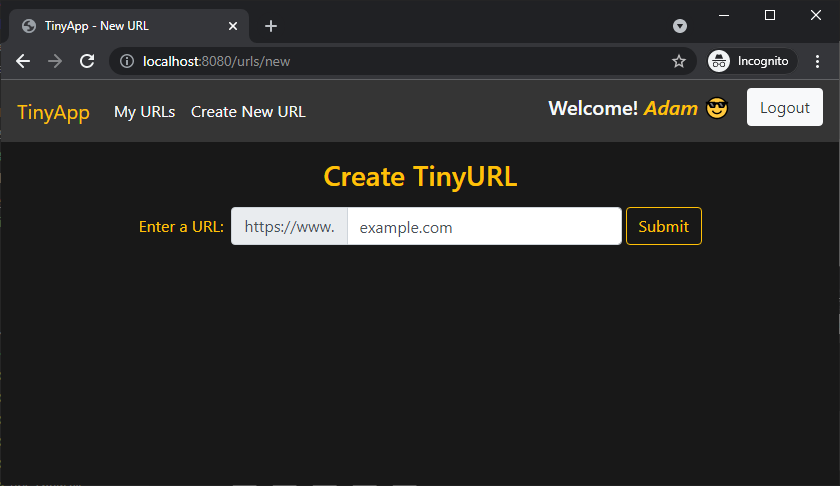 TinyApp - New URL
localhost:8080/urls/new
Incognito
TinyApp My URLs Create New URL Welcome! Adam 😎 Logout
Create TinyURL
Enter a URL: https://www. example.com Submit